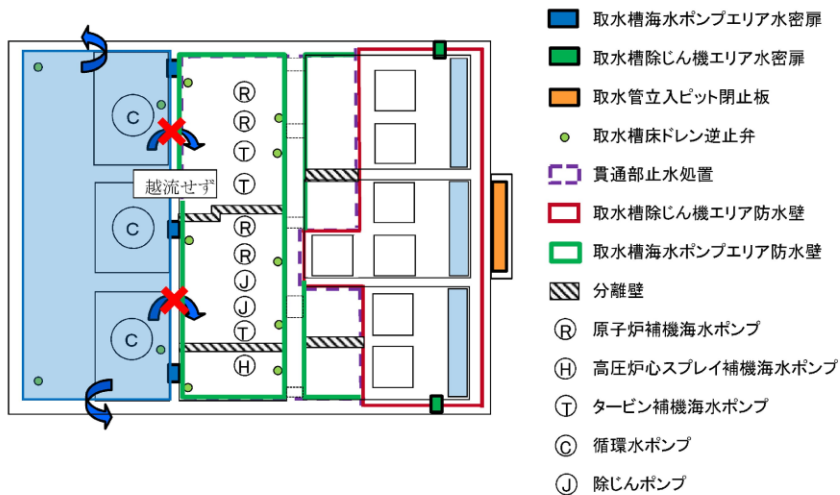 C
C
C
越流せず
R
R
T
T
R
R
J
J
T
H
取水槽海水ポンプエリア水密扉
取水槽除じん機エリア水密扉
取水管立入ピット閉止板
取水槽床ドレン逆止弁
貫通部止水処置
取水槽除じん機エリア防水壁
取水槽海水ポンプエリア防水壁
分離壁
R 原子炉補機海水ポンプ
H 高圧炉心スプレイ補機海水ポンプ
T タービン補機海水ポンプ
C 循環水ポンプ
J 除じんポンプ